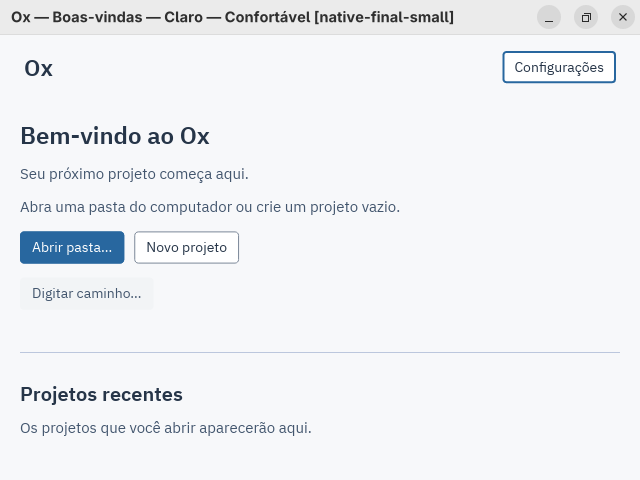 Ox — Boas-vindas — Claro — Confortável [native-final-small]
Ox
Configurações
Bem-vindo ao Ox
Seu próximo projeto começa aqui.
Abra uma pasta do computador ou crie um projeto vazio.
Abrir pasta...
Novo projeto
Digitar caminho...
Projetos recentes
Os projetos que você abrir aparecerão aqui.